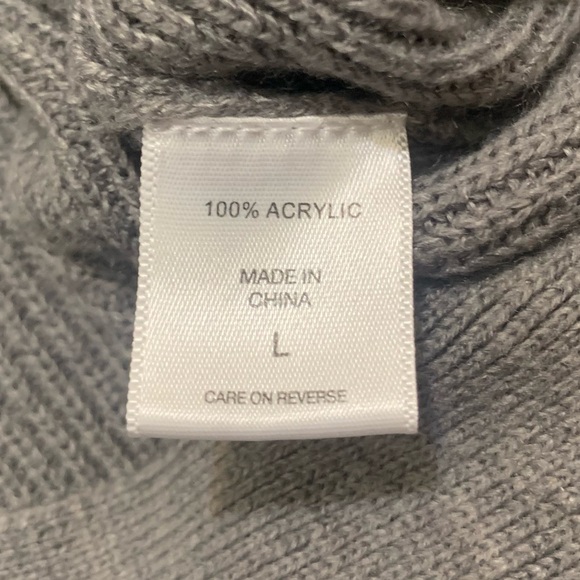 100% ACRYLIC
MADE IN
CHINA
L
CARE ON REVERSE